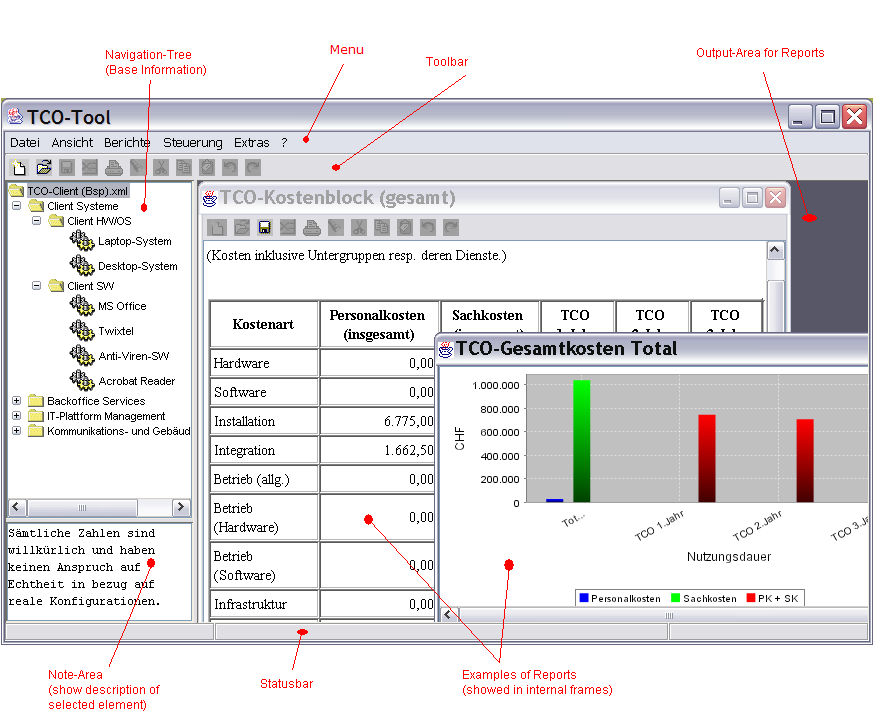 Navigation-Tree
(Base Information)
Menu
Toolbar
Output-Area for Reports
TCO-Tool
Datei Ansicht Berichte Steuerung Extras ?
TCO-Client (Bsp).xml
Client Systeme
Client HW/OS
Laptop-System
Desktop-System
Client SW
MS Office
Twixtel
Anti-Viren-SW
Acrobat Reader
Backoffice Services
IT-Plattform Management
Kommunikations- und Gebäud
Sämtliche Zahlen sind
willkürlich und haben
keinen Anspruch auf
Echtheit in bezug auf
reale Konfigurationen.
TCO-Kostenblock (gesamt)
(Kosten inklusive Untergruppen resp. deren Dienste.)
Kostenart
Personalkosten
(insgesamt)
Sachkosten
TCO
TCO
TCO
Hardware 0,00
Software 0,00
Installation 6.775,00
Integration 1.662,50
Betrieb (allg.) 0,00
Betrieb
(Hardware) 0,00
Betrieb
(Software) 0,00
Infrastruktur 0,00
TCO-Gesamtkosten Total
1.000.000
800.000
600.000
400.000
200.000
0
CHF
Tot...
TCO 1.Jahr
TCO 2.Jahr
TCO 3.Ja
Nutzungsdauer
Personalkosten Sachkosten PK + SK
Note-Area
(show description of
selected element)
Statusbar
Examples of Reports
(showed in internal frames)